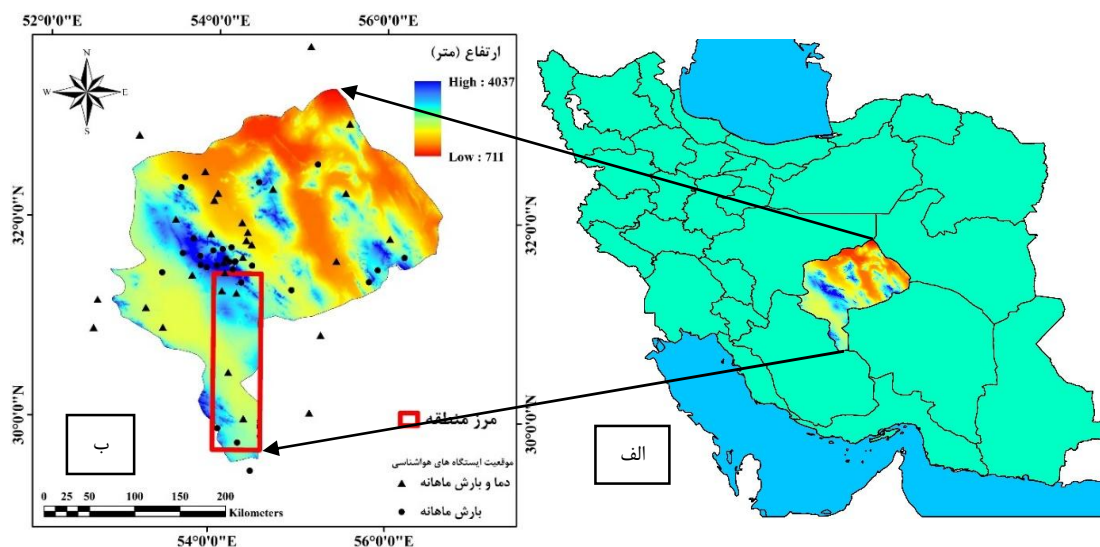 52°0'0"E
54°0'0"E
56°0'0"E
N
W
E
S
ارتفاع (متر)
High : 4037
Low : 711
32°0'0"N
32°0'0"N
30°0'0"N
30°0'0"N
مرز منطقه
ب
الف
موقعیت ایستگاه های هواشناسی
دما و بارش ماهانه
بارش ماهانه
0 25 50 100 150 200
Kilometers
54°0'0"E
56°0'0"E